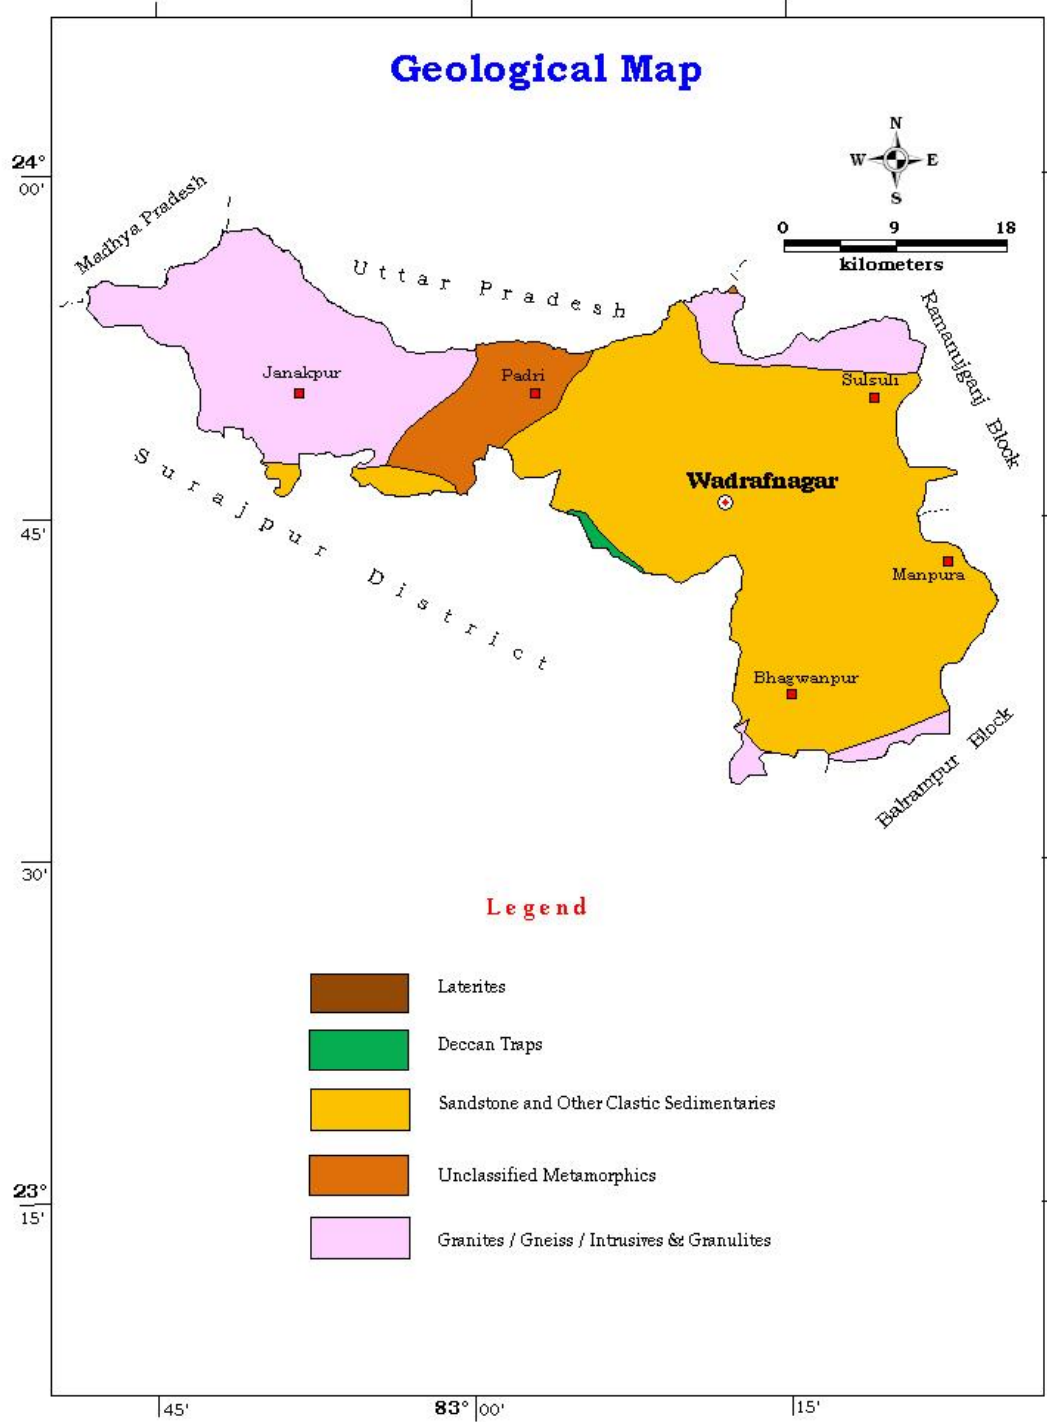 Geological Map
N
W E
S
24°
00'
0 9 18
kilometers
Madhya Pradesh
Uttar Pradesh
Ramanujganj Block
Janakpur
Padri
Sulsuli
Surajpur District
Wadrafnagar
45'
Manpura
Bhagwanpur
Balrampur Block
30'
Legend
Laterites
Deccan Traps
Sandstone and Other Clastic Sedimentaries
Unclassified Metamorphics
23°
15'
Granites / Gneiss / Intrusives & Granulites
45' 83° 00' 15'